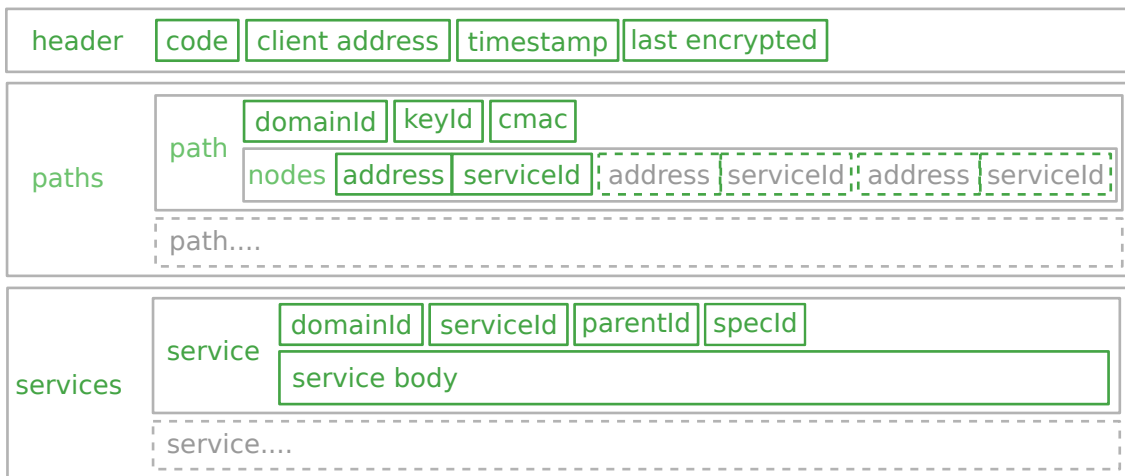 header code client address timestamp last encrypted
paths
path
domainId keyId cmac
nodes address serviceId address serviceId address serviceId
path....
services
service
domainId serviceId parentId specId
service body
service....